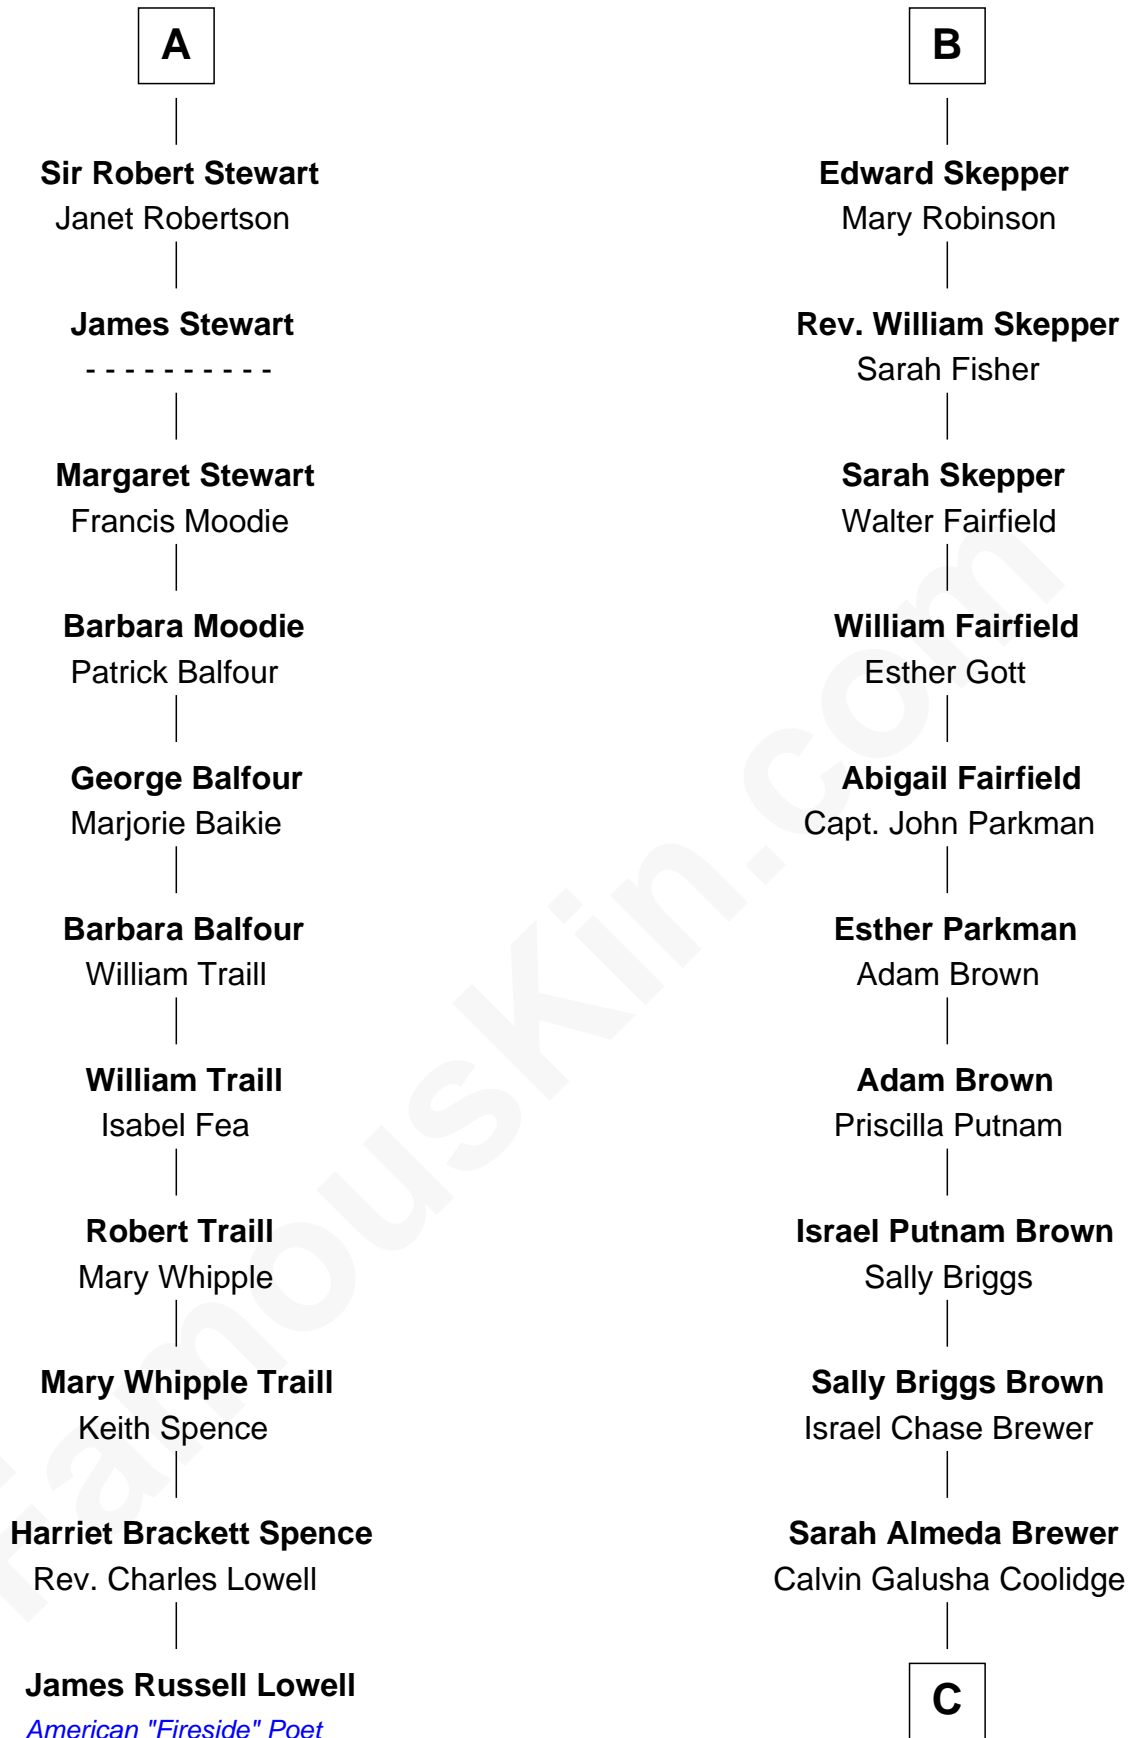 A
Sir Robert Stewart
Janet Robertson
James Stewart
- - - - - - - - - -
Margaret Stewart
Francis Moodie
Barbara Moodie
Patrick Balfour
George Balfour
Marjorie Baikie
Barbara Balfour
William Traill
William Traill
Isabel Fea
Robert Traill
Mary Whipple
Mary Whipple Traill
Keith Spence
Harriet Brackett Spence
Rev. Charles Lowell
James Russell Lowell
American "Fireside" Poet
B
Edward Skepper
Mary Robinson
Rev. William Skepper
Sarah Fisher
Sarah Skepper
Walter Fairfield
William Fairfield
Esther Gott
Abigail Fairfield
Capt. John Parkman
Esther Parkman
Adam Brown
Adam Brown
Priscilla Putnam
Israel Putnam Brown
Sally Briggs
Sally Briggs Brown
Israel Chase Brewer
Sarah Almeda Brewer
Calvin Galusha Coolidge
C
FamousKin.com